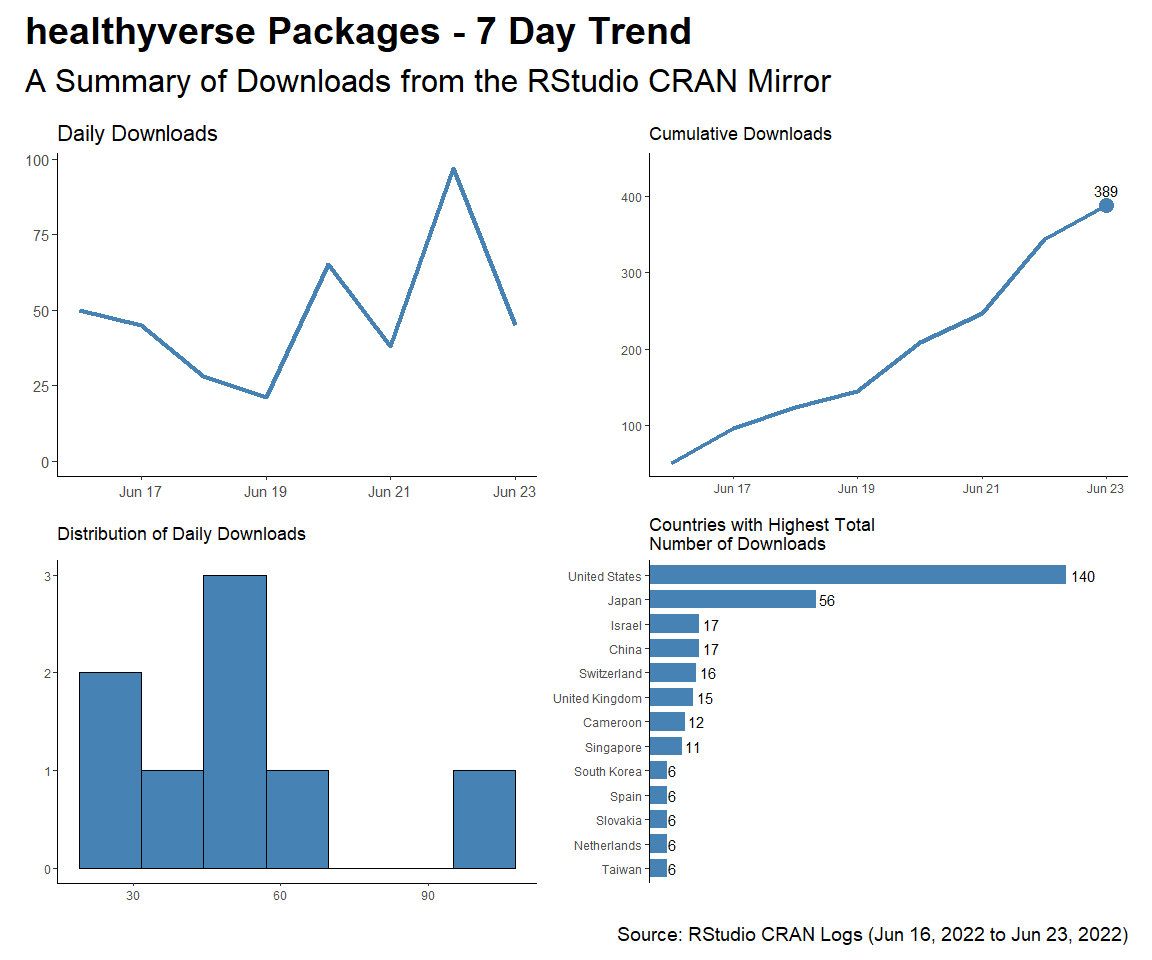 healthyverse Packages - 7 Day Trend
A Summary of Downloads from the RStudio CRAN Mirror
Daily Downloads
100
75
50
25
0
Jun 17 Jun 19 Jun 21 Jun 23
Cumulative Downloads
389
400
300
200
100
Jun 17 Jun 19 Jun 21 Jun 23
Distribution of Daily Downloads
3
2
1
0
30 60 90
Countries with Highest Total
Number of Downloads
United States 140
Japan 56
Israel 17
China 17
Switzerland 16
United Kingdom 15
Cameroon 12
Singapore 11
South Korea 6
Spain 6
Slovakia 6
Netherlands 6
Taiwan 6
Source: RStudio CRAN Logs (Jun 16, 2022 to Jun 23, 2022)